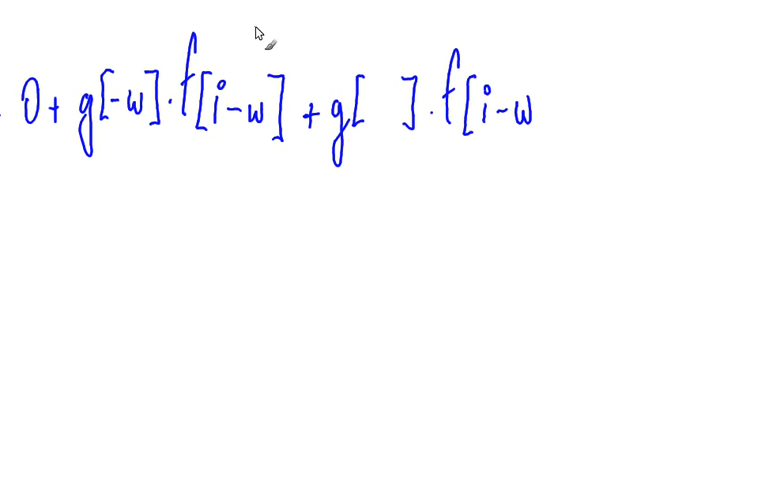 0 + g[-w] · f[i-w] + g[  ] · f[i-w